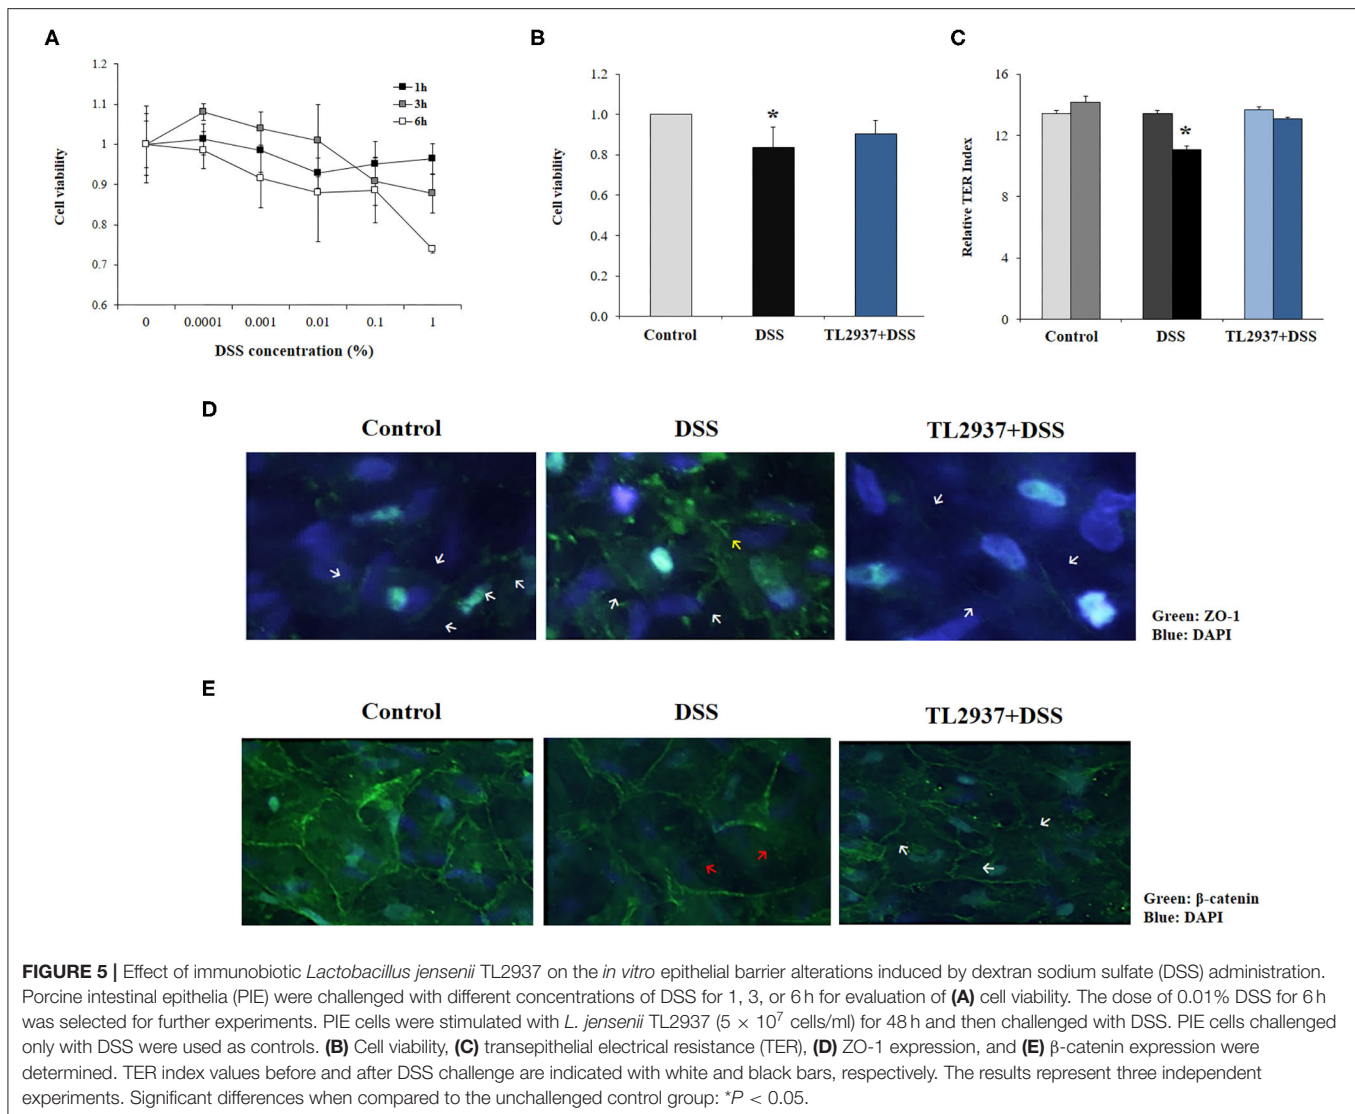 A
B
C
1.2
1.1
1
0.9
0.8
0.7
0.6
Cell viability
1h
3h
6h
0 0.0001 0.001 0.01 0.1 1
DSS concentration (%)
1.2
1.0
0.8
0.6
0.4
0.2
0.0
Cell viability
*
Control DSS TL2937+DSS
16
12
8
4
0
Relative TER Index
*
Control DSS TL2937+DSS
D
Control DSS TL2937+DSS
Green: ZO-1
Blue: DAPI
E
Control DSS TL2937+DSS
Green: β-catenin
Blue: DAPI
FIGURE 5 | Effect of immunobiotic Lactobacillus jensenii TL2937 on the in vitro epithelial barrier alterations induced by dextran sodium sulfate (DSS) administration.
Porcine intestinal epithelia (PIE) were challenged with different concentrations of DSS for 1, 3, or 6 h for evaluation of (A) cell viability. The dose of 0.01% DSS for 6 h
was selected for further experiments. PIE cells were stimulated with L. jensenii TL2937 (5 × 10⁷ cells/ml) for 48 h and then challenged with DSS. PIE cells challenged
only with DSS were used as controls. (B) Cell viability, (C) transepithelial electrical resistance (TER), (D) ZO-1 expression, and (E) β-catenin expression were
determined. TER index values before and after DSS challenge are indicated with white and black bars, respectively. The results represent three independent
experiments. Significant differences when compared to the unchallenged control group: *P < 0.05.